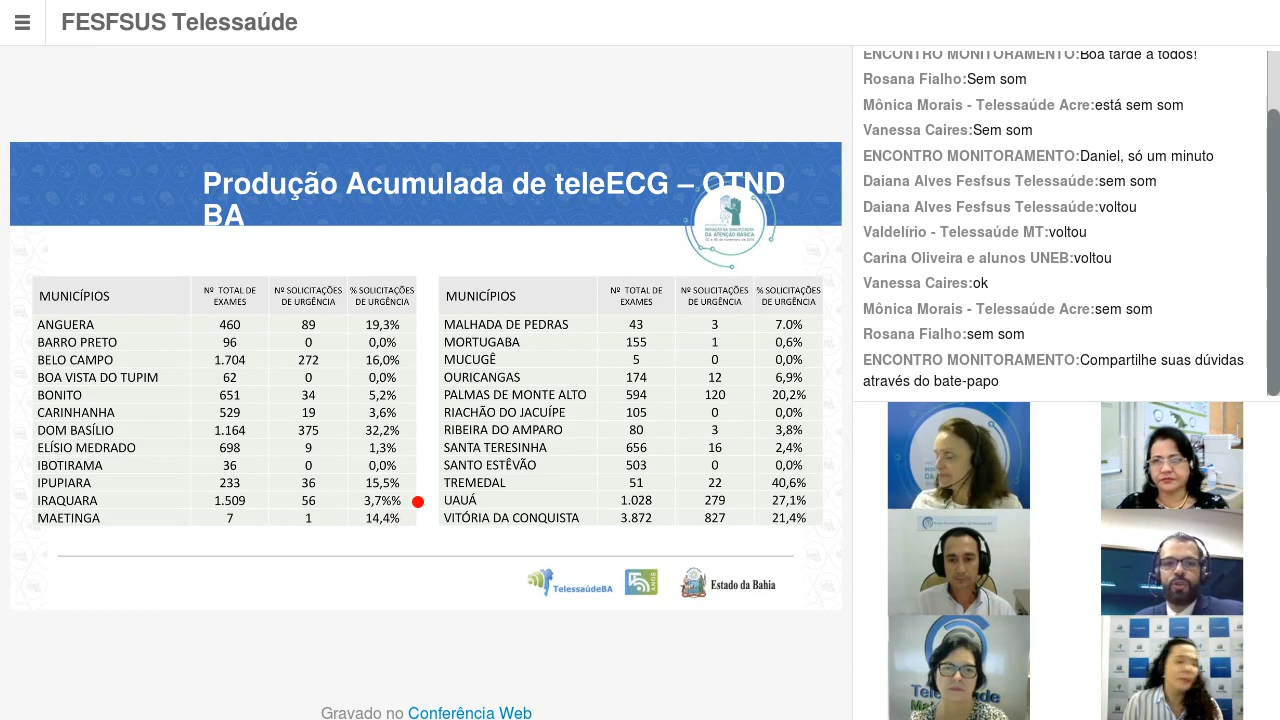 FESFSUS Telessaúde
Produção Acumulada de teleECG – OTND
BA
INOVAÇÃO NA QUALIFICAÇÃO
DA ATENÇÃO BÁSICA
MUNICÍPIOS Nº TOTAL DE EXAMES Nº SOLICITAÇÕES DE URGÊNCIA % SOLICITAÇÕES DE URGÊNCIA
ANGUERA 460 89 19,3%
BARRO PRETO 96 0 0,0%
BELO CAMPO 1.704 272 16,0%
BOA VISTA DO TUPIM 62 0 0,0%
BONITO 651 34 5,2%
CARINHANHA 529 19 3,6%
DOM BASÍLIO 1.164 375 32,2%
ELÍSIO MEDRADO 698 9 1,3%
IBOTIRAMA 36 0 0,0%
IPUPIARA 233 36 15,5%
IRAQUARA 1.509 56 3,7%%
MAETINGA 7 1 14,4%
MUNICÍPIOS Nº TOTAL DE EXAMES Nº SOLICITAÇÕES DE URGÊNCIA % SOLICITAÇÕES DE URGÊNCIA
MALHADA DE PEDRAS 43 3 7.0%
MORTUGABA 155 1 0,6%
MUCUGÊ 5 0 0,0%
OURICANGAS 174 12 6,9%
PALMAS DE MONTE ALTO 594 120 20,2%
RIACHÃO DO JACUÍPE 105 0 0,0%
RIBEIRA DO AMPARO 80 3 3,8%
SANTA TERESINHA 656 16 2,4%
SANTO ESTÊVÃO 503 0 0,0%
TREMEDAL 51 22 40,6%
UAUÁ 1.028 279 27,1%
VITÓRIA DA CONQUISTA 3.872 827 21,4%
TelessaúdeBA
ANOS
Estado da Bahia
Gravado no Conferência Web
ENCONTRO MONITORAMENTO:Boa tarde a todos!
Rosana Fialho:Sem som
Mônica Morais - Telessaúde Acre:está sem som
Vanessa Caires:Sem som
ENCONTRO MONITORAMENTO:Daniel, só um minuto
Daiana Alves Fesfsus Telessaúde:sem som
Daiana Alves Fesfsus Telessaúde:voltou
Valdelírio - Telessaúde MT:voltou
Carina Oliveira e alunos UNEB:voltou
Vanessa Caires:ok
Mônica Morais - Telessaúde Acre:sem som
Rosana Fialho:sem som
ENCONTRO MONITORAMENTO:Compartilhe suas dúvidas
através do bate-papo